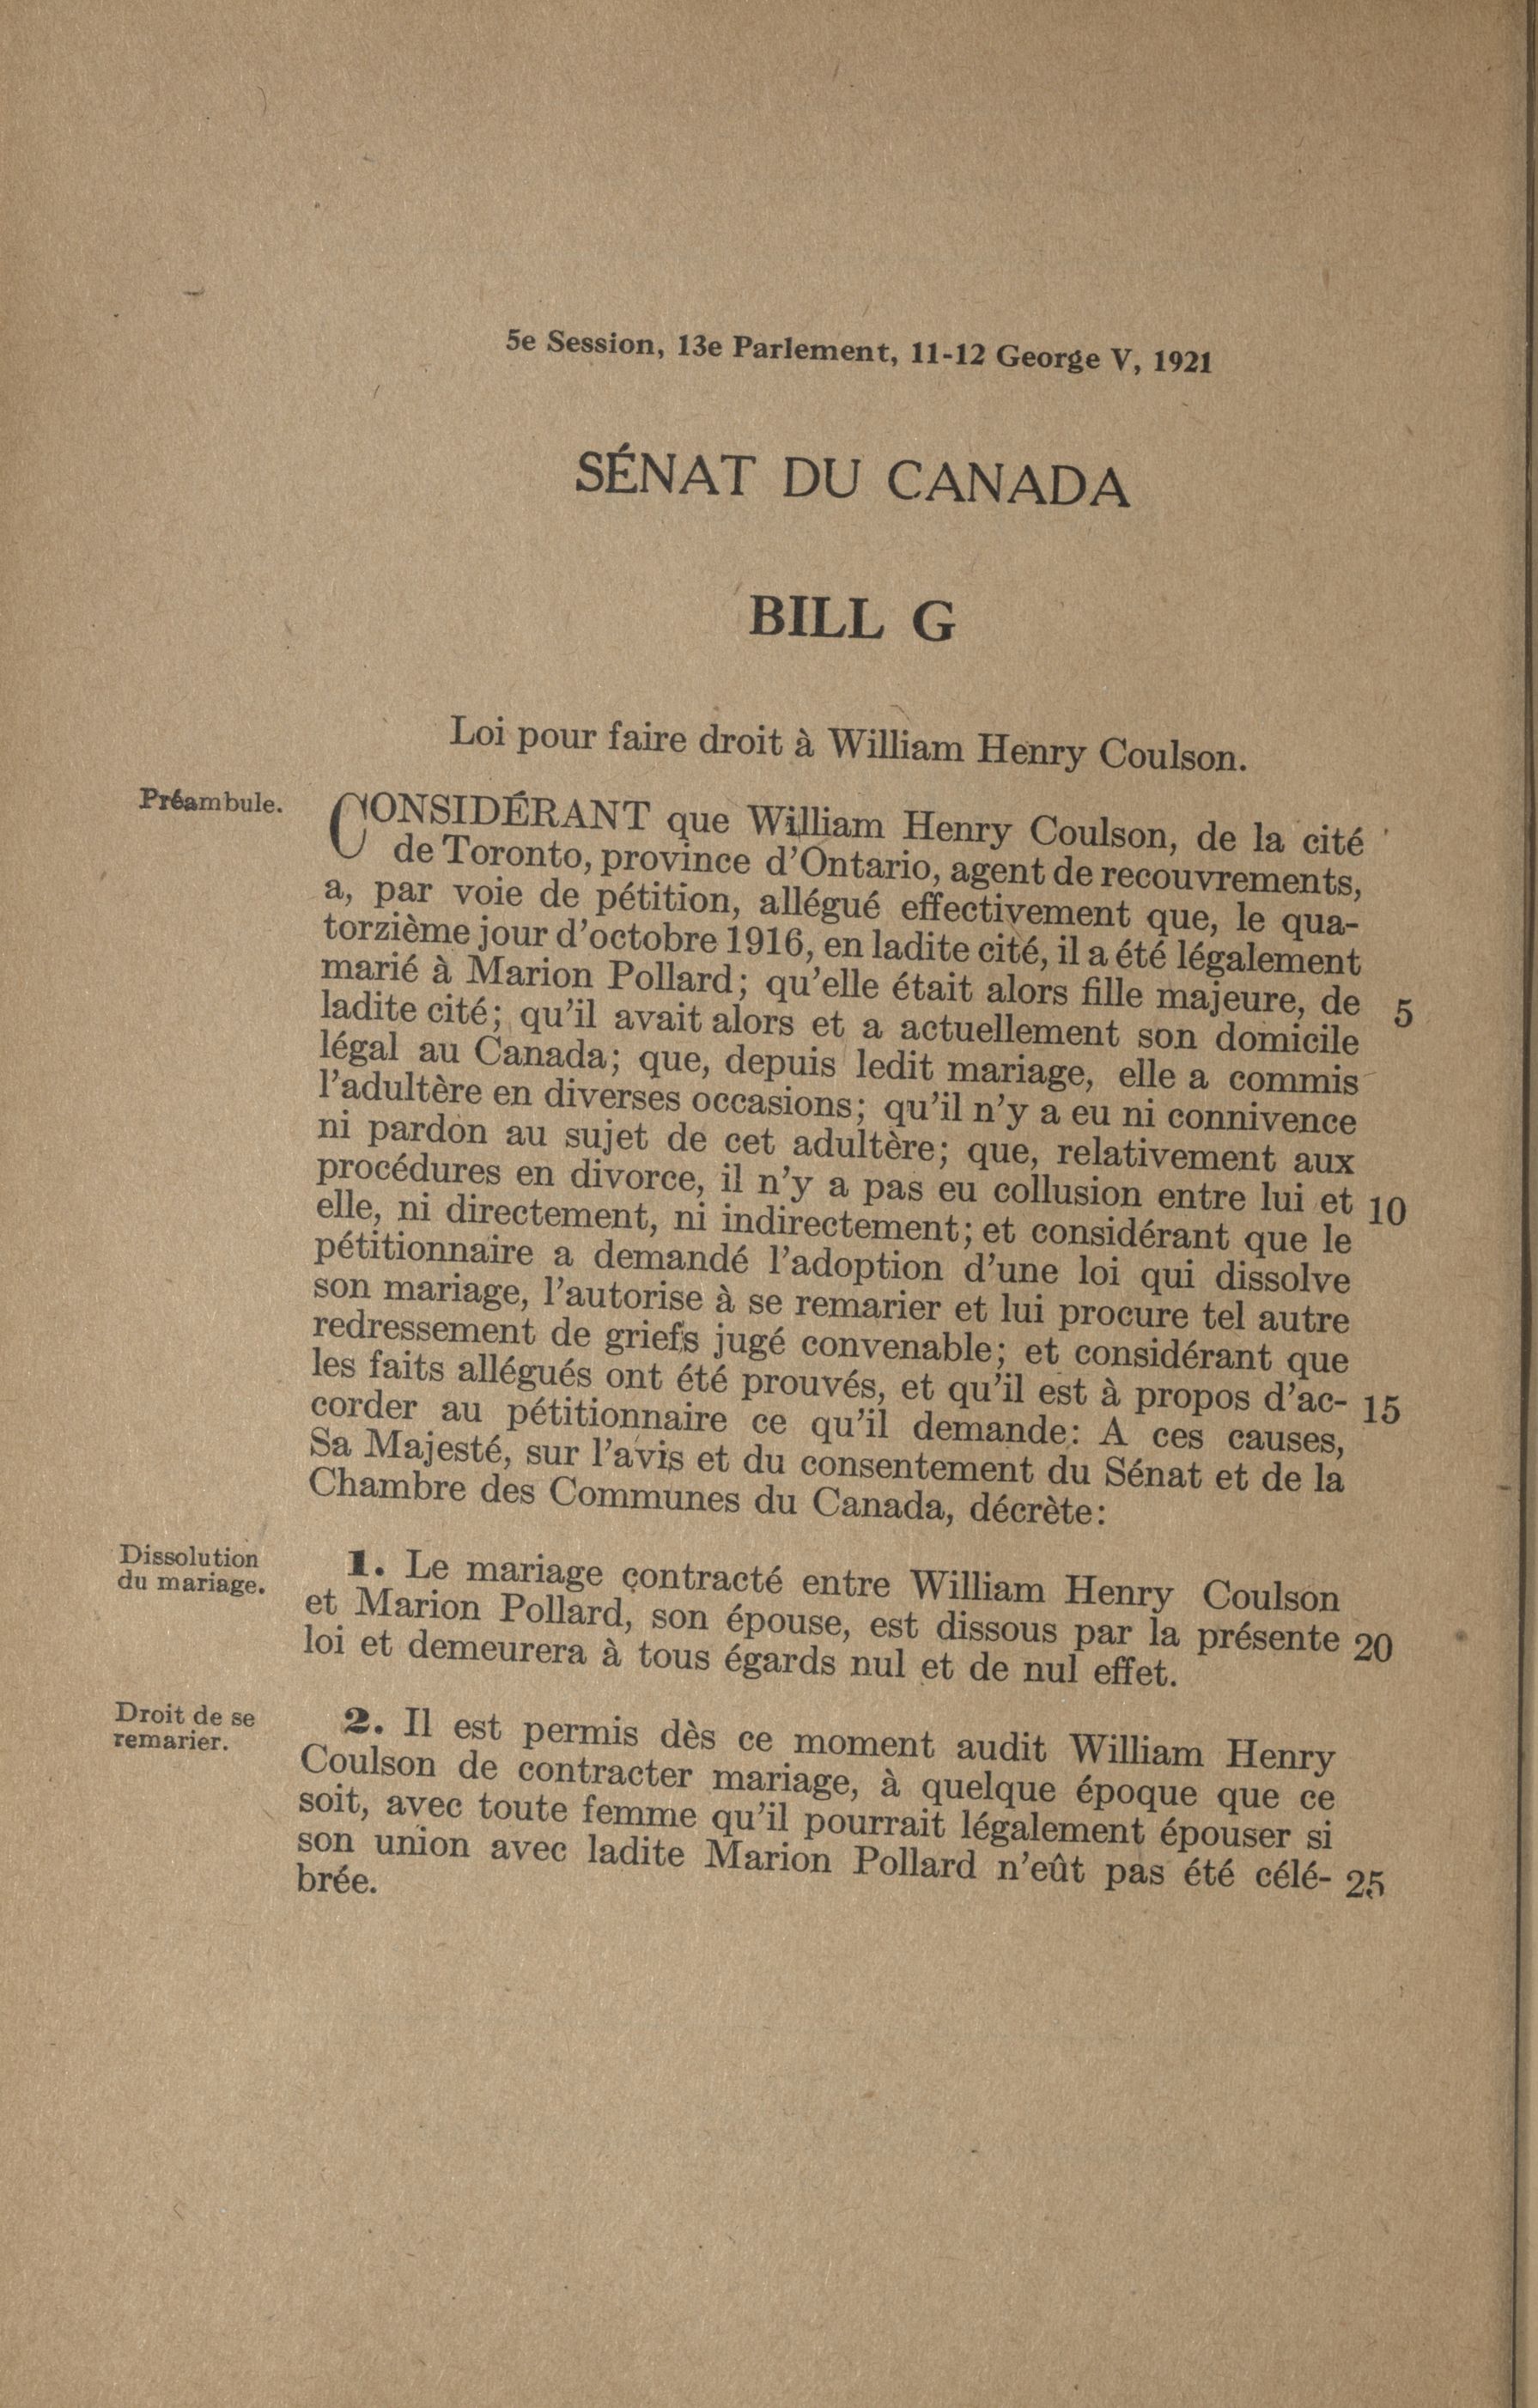 5e Session, 13e Parlement, 11-12 George V, 1921
SÉNAT DU CANADA
BILL G
Loi pour faire droit à William Henry Coulson.
Préambule.
CONSIDÉRANT que William Henry Coulson, de la cité
de Toronto, province d'Ontario, agent de recouvrements,
a, par voie de pétition, allégué effectivement que, le qua-
torzième jour d'octobre 1916, en ladite cité, il a été légalement
marié à Marion Pollard; qu'elle était alors fille majeure, de 5
ladite cité; qu'il avait alors et a actuellement son domicile
légal au Canada; que, depuis ledit mariage, elle a commis
l'adultère en diverses occasions; qu'il n'y a eu ni connivence
ni pardon au sujet de cet adultère; que, relativement aux
procédures en divorce, il n'y a pas eu collusion entre lui et 10
elle, ni directement, ni indirectement; et considérant que le
pétitionnaire a demandé l'adoption d'une loi qui dissolve
son mariage, l'autorise à se remarier et lui procure tel autre
redressement de griefs jugé convenable; et considérant que
les faits allégués ont été prouvés, et qu'il est à propos d'ac- 15
corder au pétitionnaire ce qu'il demande: A ces causes,
Sa Majesté, sur l'avis et du consentement du Sénat et de la
Chambre des Communes du Canada, décrète:
Dissolution
du mariage.
1. Le mariage contracté entre William Henry Coulson
et Marion Pollard, son épouse, est dissous par la présente 20
loi et demeurera à tous égards nul et de nul effet.
Droit de se
remarier.
2. Il est permis dès ce moment audit William Henry
Coulson de contracter mariage, à quelque époque que ce
soit, avec toute femme qu'il pourrait légalement épouser si
son union avec ladite Marion Pollard n'eût pas été célé- 25
brée.